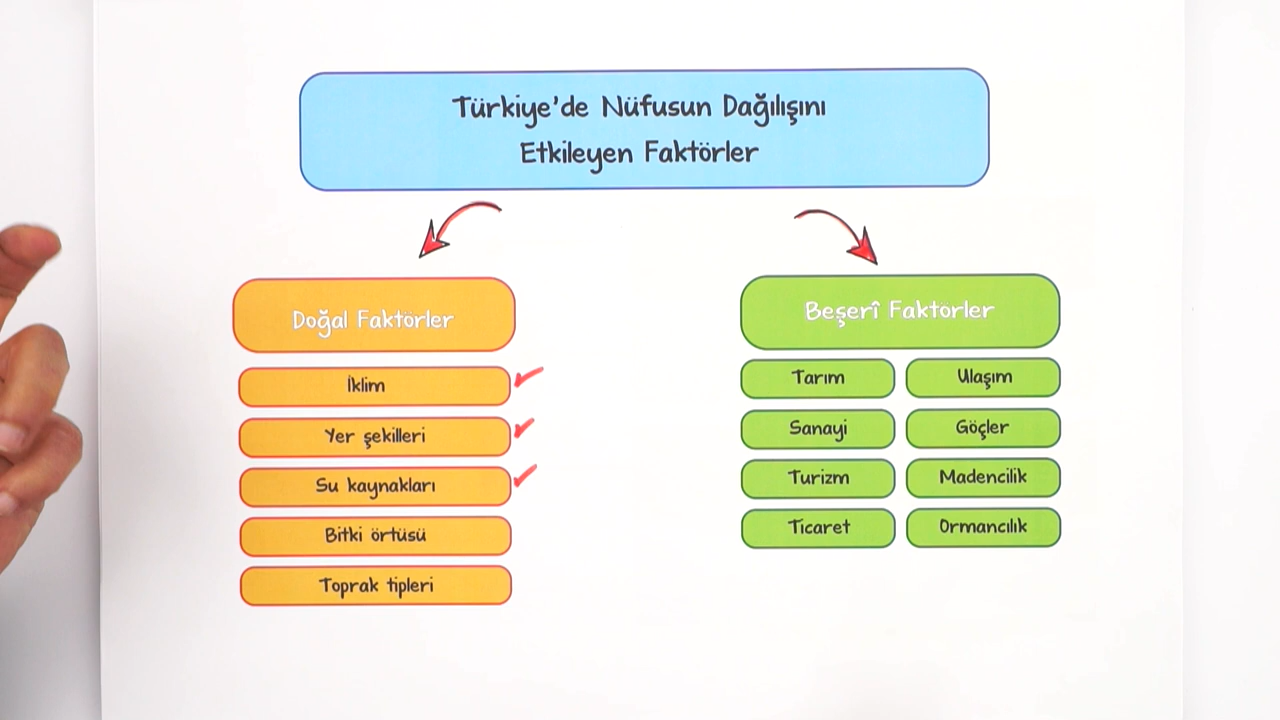 Türkiye'de Nüfusun Dağılışını
Etkileyen Faktörler
Doğal Faktörler
İklim
Yer şekilleri
Su kaynakları
Bitki örtüsü
Toprak tipleri
Beşerî Faktörler
Tarım
Ulaşım
Sanayi
Göçler
Turizm
Madencilik
Ticaret
Ormancılık